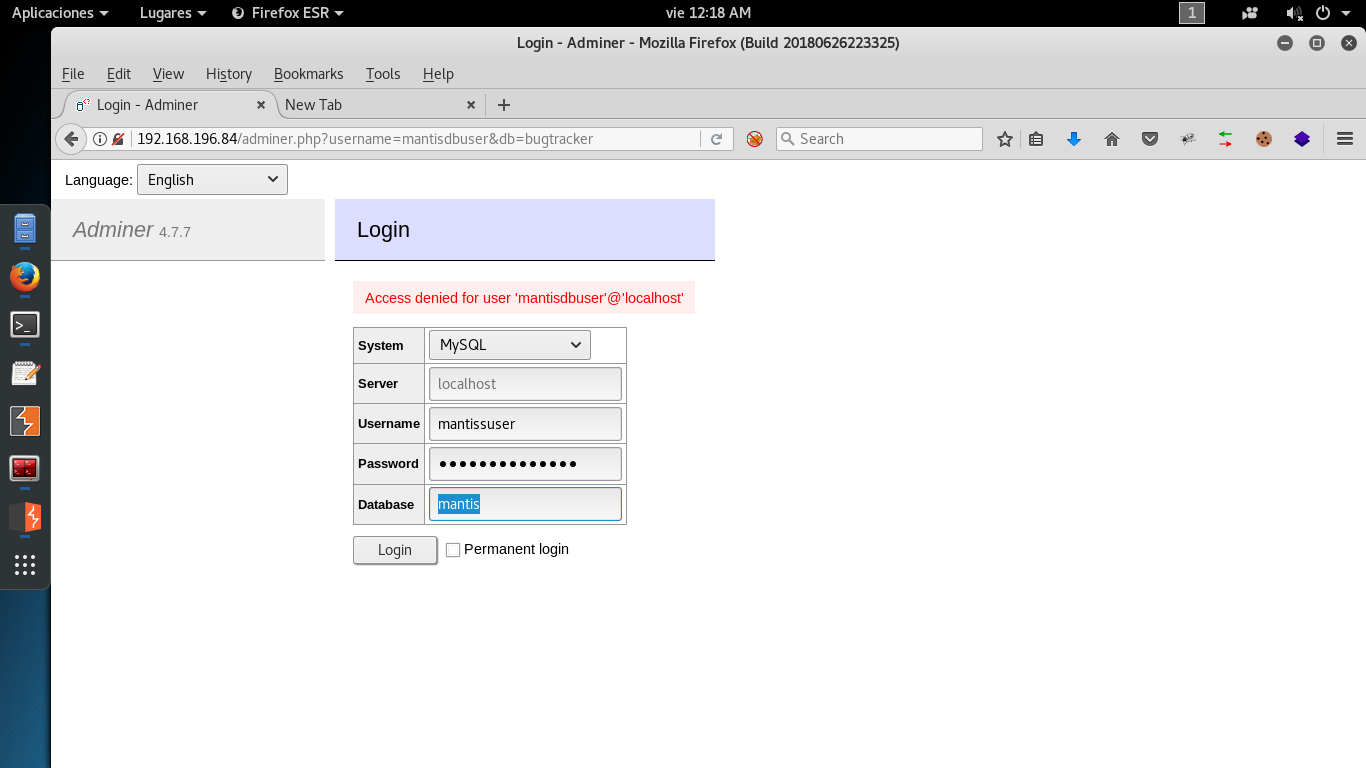 Aplicaciones Lugares Firefox ESR vie 12:18 AM 1
Login - Adminer - Mozilla Firefox (Build 20180626223325)
File Edit View History Bookmarks Tools Help
Login - Adminer New Tab
192.168.196.84/adminer.php?username=mantisdbuser&db=bugtracker Search
Language: English
Adminer 4.7.7 Login
Access denied for user 'mantisdbuser'@'localhost'
System MySQL
Server localhost
Username mantissuser
Password ••••••••••••••
Database mantis
Login Permanent login